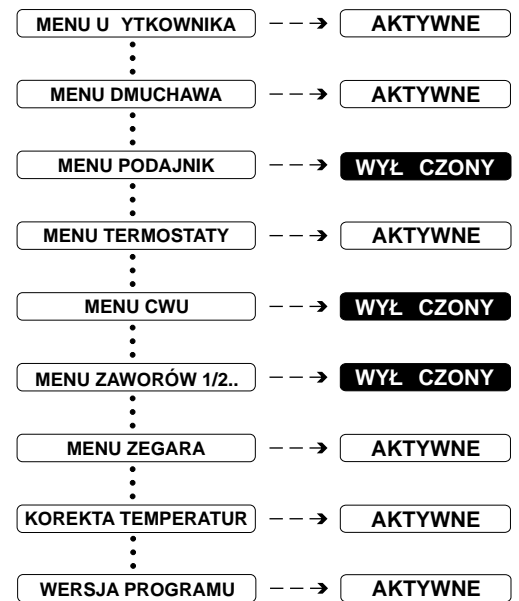 MENU U YTKOWNIKA AKTYWNE
MENU DMUCHAWA AKTYWNE
MENU PODAJNIK WYŁ CZONY
MENU TERMOSTATY AKTYWNE
MENU CWU WYŁ CZONY
MENU ZAWORÓW 1/2.. WYŁ CZONY
MENU ZEGARA AKTYWNE
KOREKTA TEMPERATUR AKTYWNE
WERSJA PROGRAMU AKTYWNE